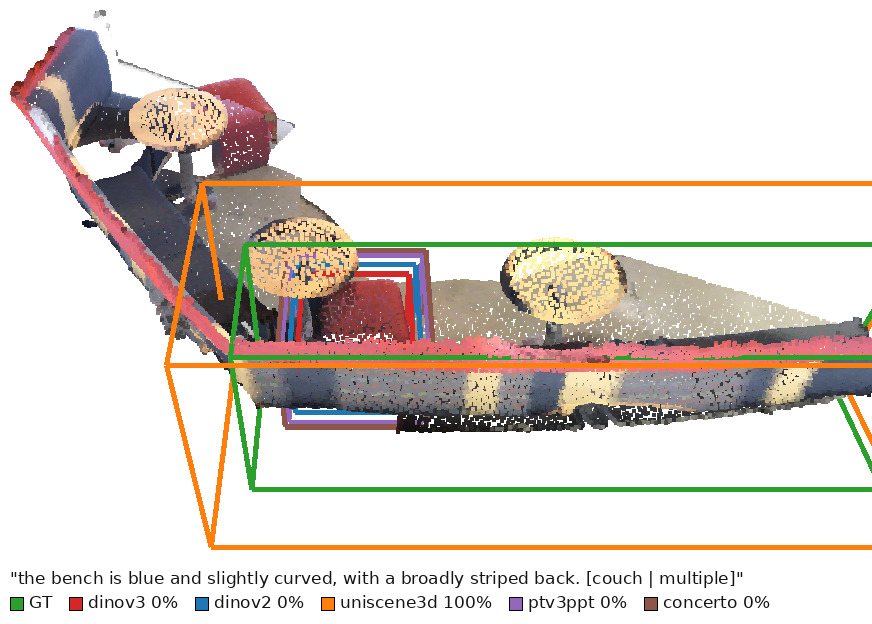 "the bench is blue and slightly curved, with a broadly striped back. [couch | multiple]"
GT dinov3 0% dinov2 0% uniscene3d 100% ptv3ppt 0% concerto 0%